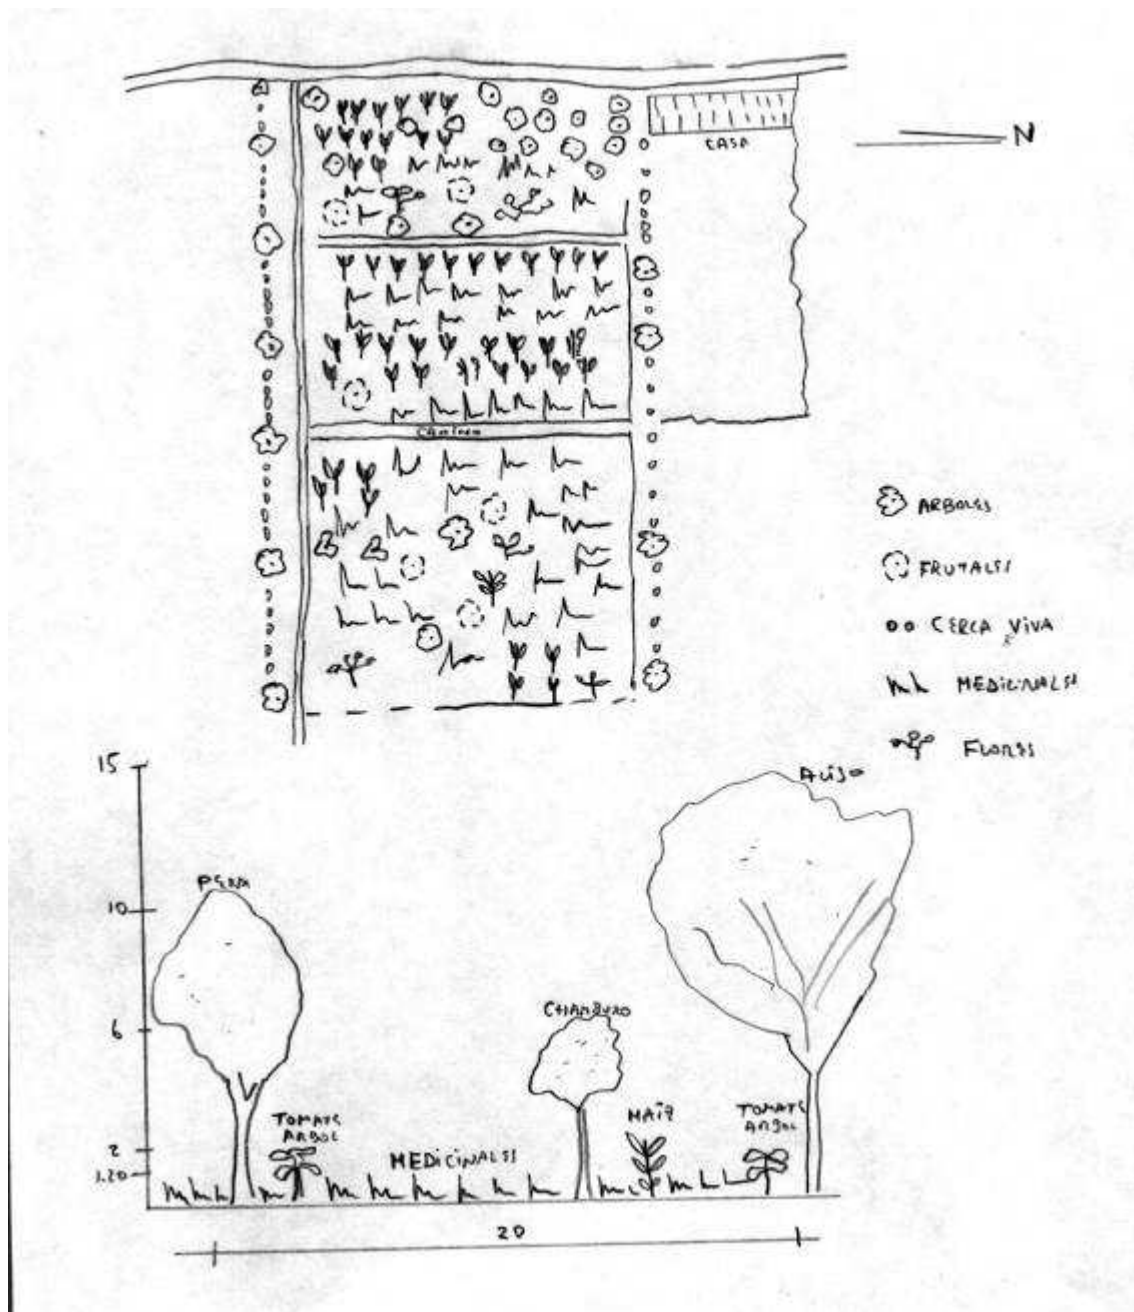 CASA
N
CAMINO
ARBOLES
FRUTALES
CERCA VIVA
MEDICINALES
FLORES
15
ALISO
PERA
10
6
CHAMBURO
TOMATE
ARBOL
MAIZ
TOMATE
ARBOL
2
MEDICINALES
1.20
20